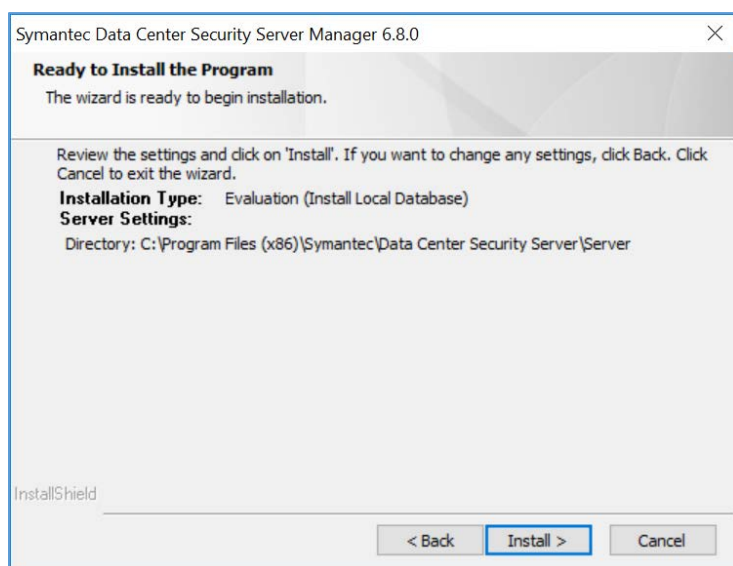 Symantec Data Center Security Server Manager 6.8.0
Ready to Install the Program
The wizard is ready to begin installation.
Review the settings and click on 'Install'. If you want to change any settings, click Back. Click
Cancel to exit the wizard.
Installation Type: Evaluation (Install Local Database)
Server Settings:
Directory: C:\Program Files (x86)\Symantec\Data Center Security Server\Server
InstallShield
< Back Install > Cancel